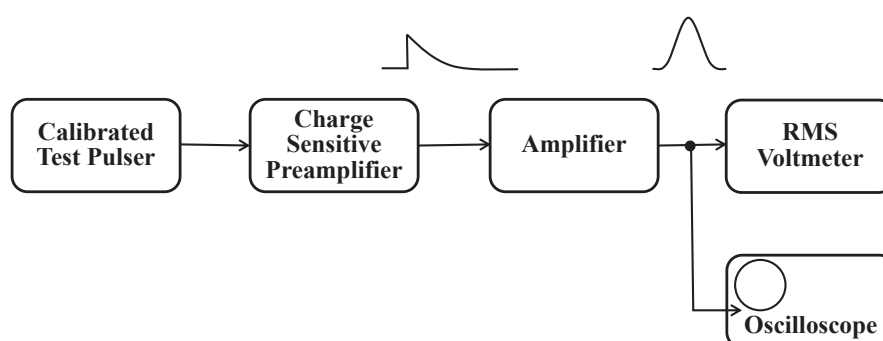 Calibrated
Test Pulser
Charge
Sensitive
Preamplifier
Amplifier
RMS
Voltmeter
Oscilloscope